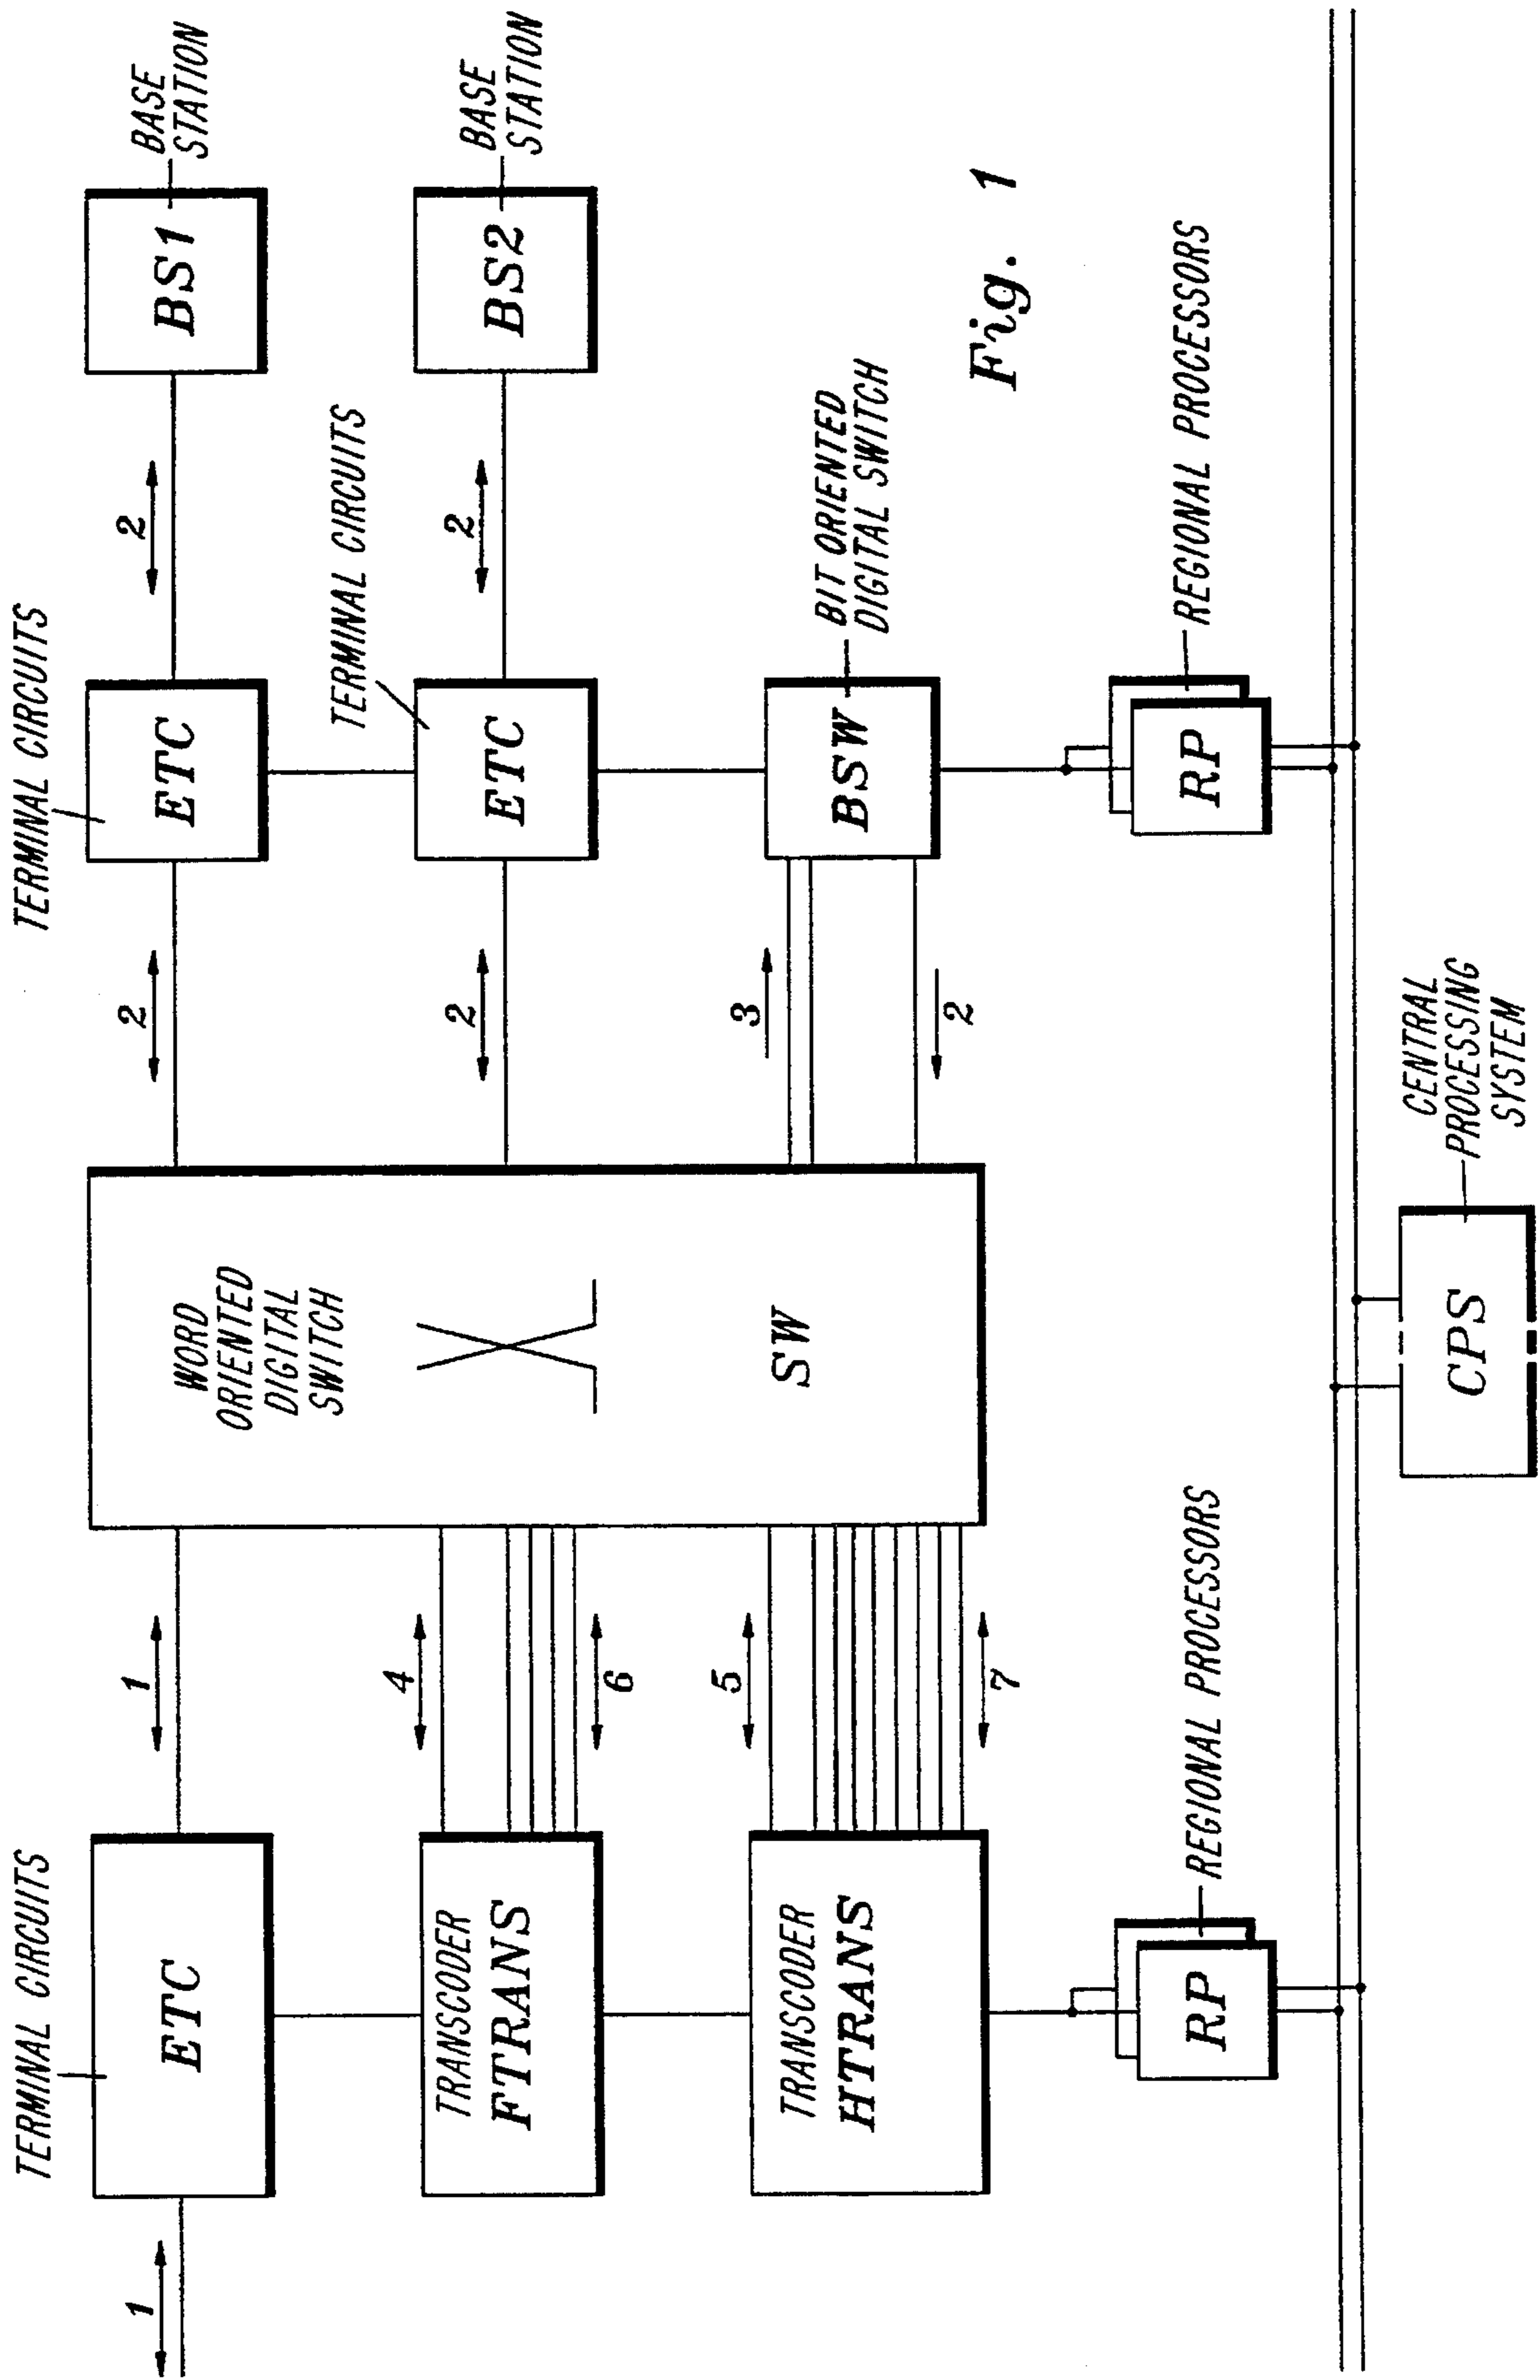 TERMINAL CIRCUITS
1
ETC
1
TRANSCODER
FTRANS
4
6
TRANSCODER
HTRANS
5
7
REGIONAL PROCESSORS
RP
WORD
ORIENTED
DIGITAL
SWITCH
SW
TERMINAL CIRCUITS
2
ETC
2
BS1
BASE
STATION
TERMINAL CIRCUITS
2
ETC
2
BS2
BASE
STATION
3
2
BSW
BIT ORIENTED
DIGITAL SWITCH
RP
REGIONAL PROCESSORS
CPS
CENTRAL
PROCESSING
SYSTEM
Fig. 1